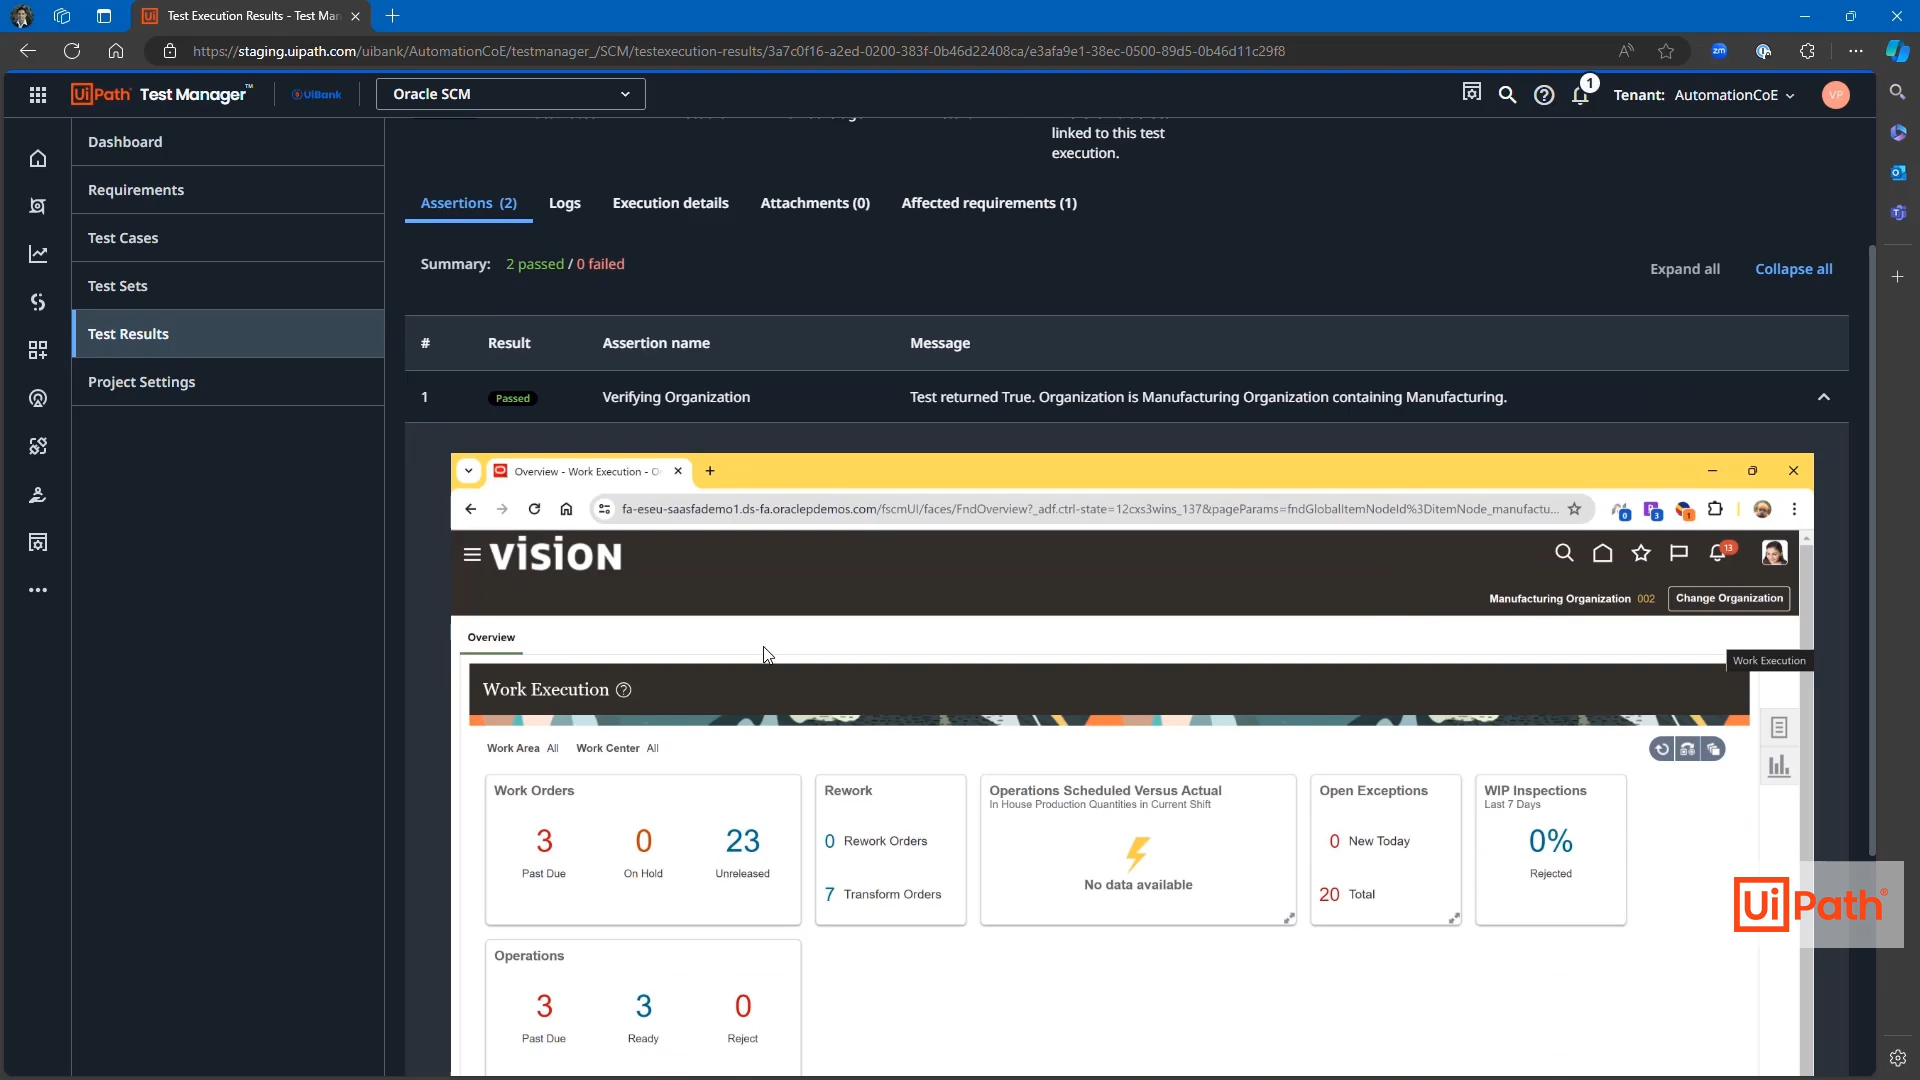 Test Execution Results - Test Man
https://staging.uipath.com/uibank/AutomationCoE/testmanager_/SCM/testexecution-results/3a7c0f16-a2ed-0200-383f-0b46d22408ca/e3afa9e1-38ec-0500-89d5-0b46d11c29f8
zm
UiPath Test Manager™
UiBank
Oracle SCM
1
Tenant: AutomationCoE
VP
Dashboard
Requirements
Test Cases
Test Sets
Test Results
Project Settings
linked to this test
execution.
Assertions (2)
Logs
Execution details
Attachments (0)
Affected requirements (1)
Summary: 2 passed / 0 failed
Expand all
Collapse all
# Result Assertion name Message
1 Passed Verifying Organization Test returned True. Organization is Manufacturing Organization containing Manufacturing.
Overview - Work Execution - O
fa-eseu-saasfademo1.ds-fa.oraclepdemos.com/fscmUI/faces/FndOverview?_adf.ctrl-state=12cxs3wins_137&pageParams=fndGlobalItemNodeId%3DitemNode_manufactu...
0
3
1
VISION
13
Manufacturing Organization 002
Change Organization
Overview
Work Execution
Work Execution
Work Area All Work Center All
Work Orders
3
Past Due
0
On Hold
23
Unreleased
Rework
0 Rework Orders
7 Transform Orders
Operations Scheduled Versus Actual
In House Production Quantities in Current Shift
No data available
Open Exceptions
0 New Today
20 Total
WIP Inspections
Last 7 Days
0%
Rejected
Operations
3
Past Due
3
Ready
0
Reject
UiPath®